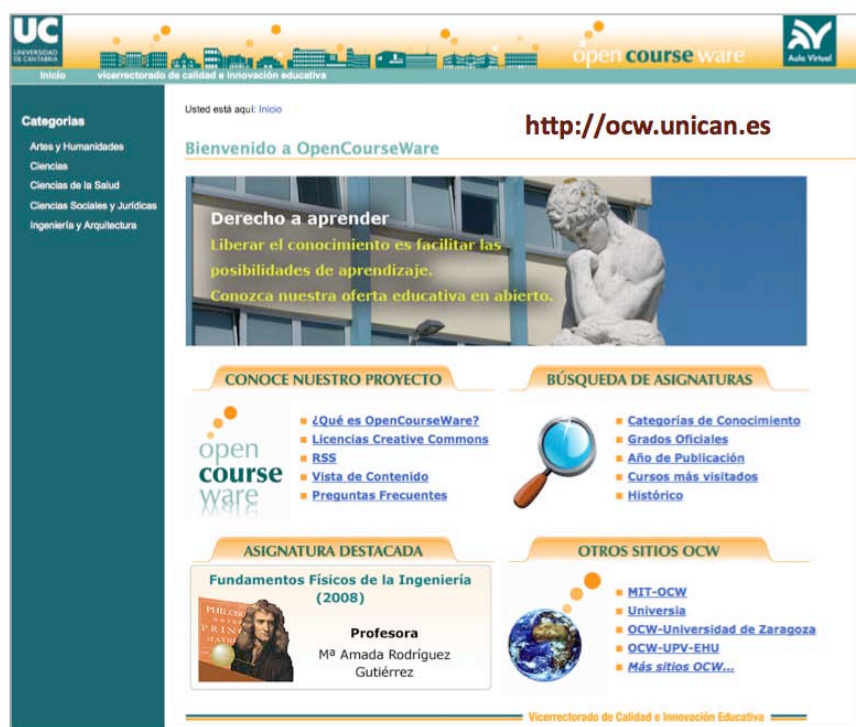 UC
UNIVERSIDAD
DE CANTABRIA
open course ware
Aula Virtual
Inicio
vicerrectorado de calidad e innovación educativa
Categorías
Artes y Humanidades
Ciencias
Ciencias de la Salud
Ciencias Sociales y Jurídicas
Ingeniería y Arquitectura
Usted está aquí: Inicio
http://ocw.unican.es
Bienvenido a OpenCourseWare
Derecho a aprender
Liberar el conocimiento es facilitar las
posibilidades de aprendizaje.
Conozca nuestra oferta educativa en abierto.
CONOCE NUESTRO PROYECTO
open
course
ware
¿Qué es OpenCourseWare?
Licencias Creative Commons
RSS
Vista de Contenido
Preguntas Frecuentes
BÚSQUEDA DE ASIGNATURAS
Categorías de Conocimiento
Grados Oficiales
Año de Publicación
Cursos más visitados
Histórico
ASIGNATURA DESTACADA
Fundamentos Físicos de la Ingeniería
(2008)
Profesora
Mª Amada Rodríguez
Gutiérrez
OTROS SITIOS OCW
MIT-OCW
Universia
OCW-Universidad de Zaragoza
OCW-UPV-EHU
Más sitios OCW...
Vicerrectorado de Calidad e Innovación Educativa